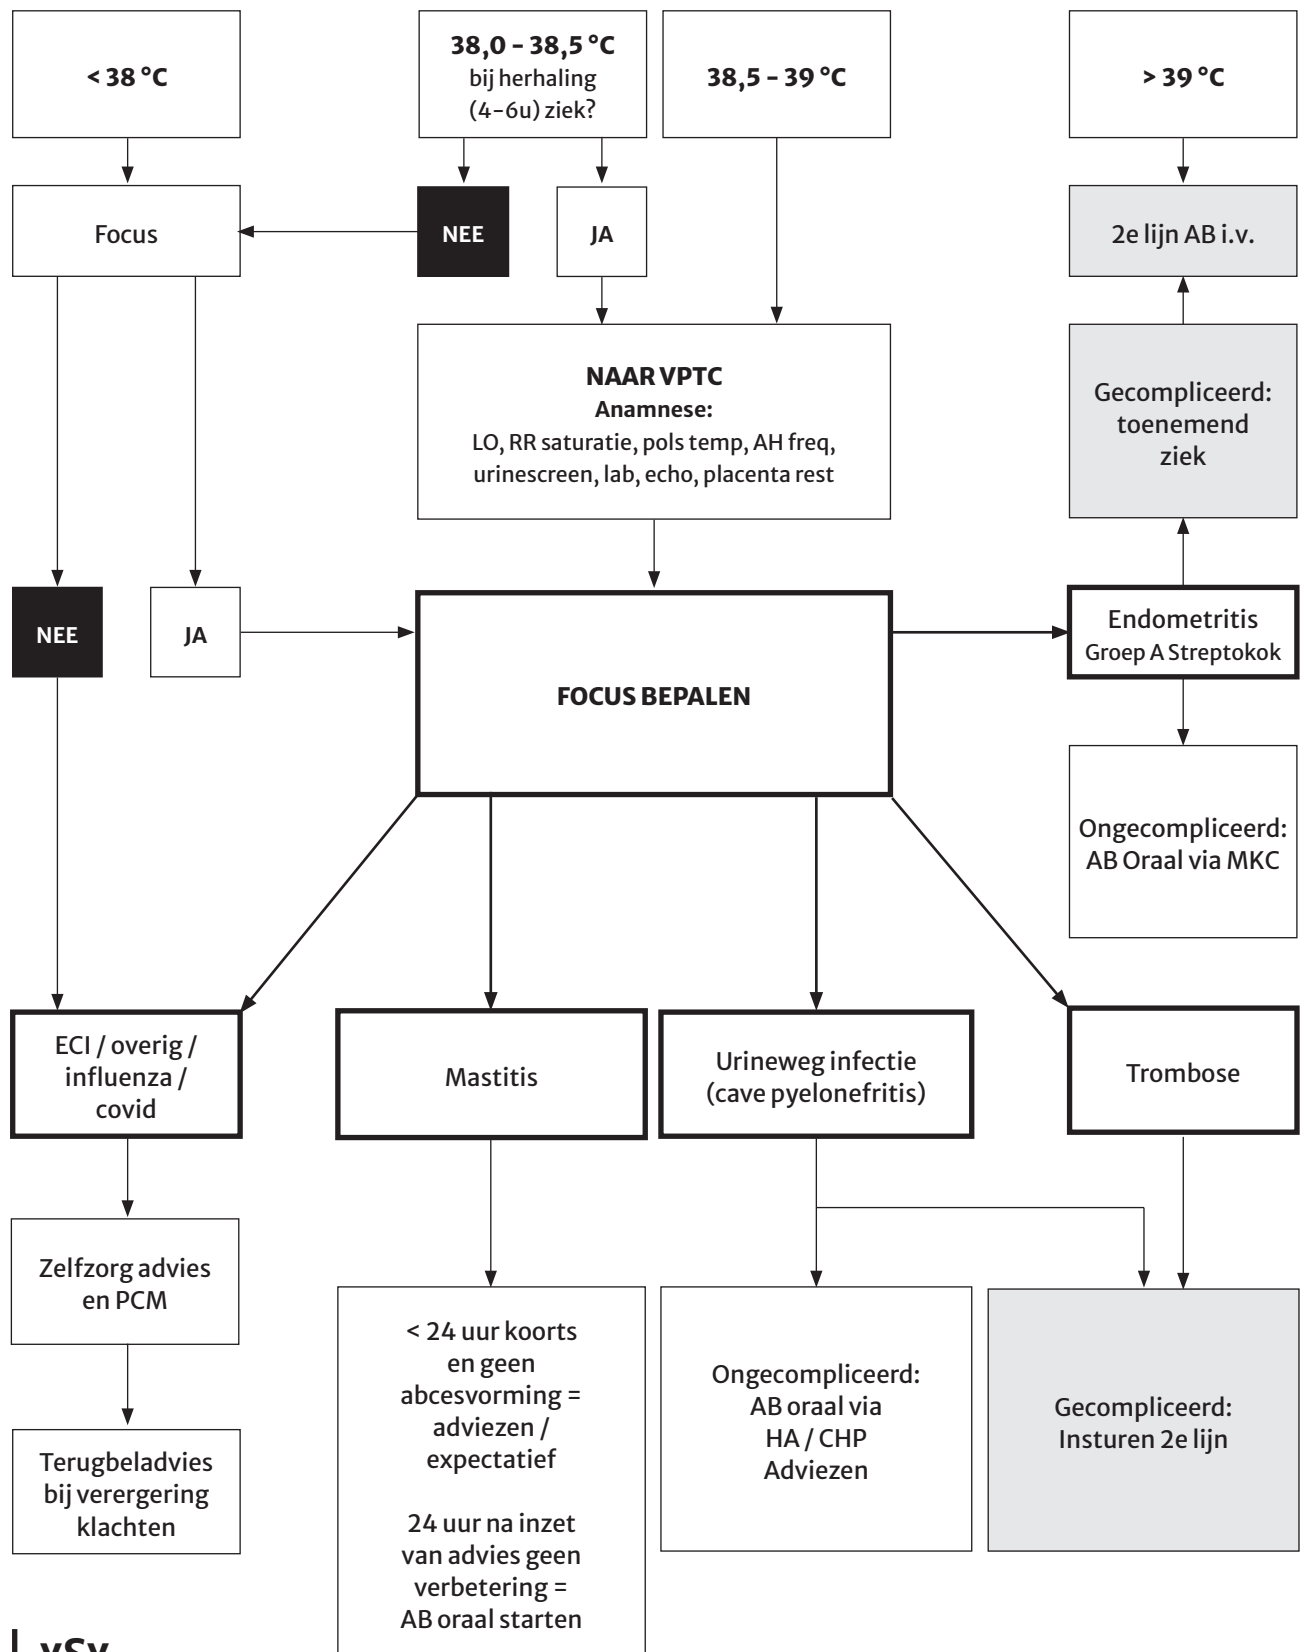 < 38 °C
38,0 - 38,5 °C
bij herhaling
(4-6u) ziek?
38,5 - 39 °C
> 39 °C
Focus
NEE
JA
2e lijn AB i.v.
NAAR VPTC
Anamnese:
LO, RR saturatie, pols temp, AH freq,
urinescreen, lab, echo, placenta rest
Gecompliceerd:
toenemend
ziek
NEE
JA
FOCUS BEPALEN
Endometritis
Groep A Streptokok
Ongecompliceerd:
AB Oraal via MKC
ECI / overig /
influenza /
covid
Mastitis
Urineweg infectie
(cave pyelonefritis)
Trombose
Zelfzorg advies
en PCM
Terugbeladvies
bij verergering
klachten
< 24 uur koorts
en geen
abcesvorming =
adviezen /
expectatief
24 uur na inzet
van advies geen
verbetering =
AB oraal starten
Ongecompliceerd:
AB oraal via
HA / CHP
Adviezen
Gecompliceerd:
Insturen 2e lijn